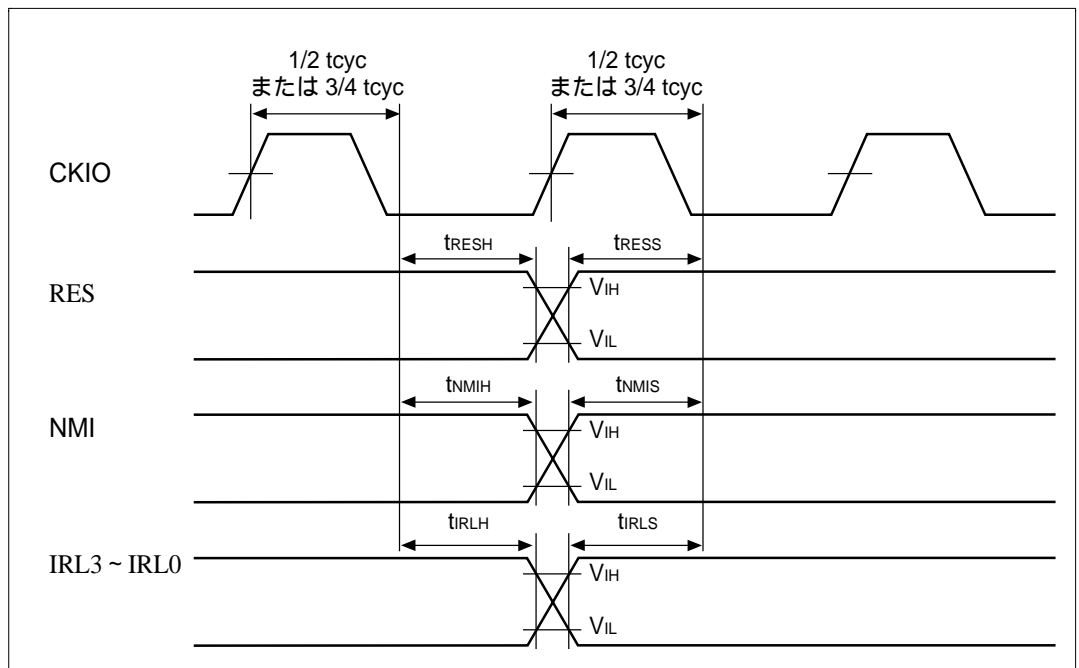 1/2 tcyc
または 3/4 tcyc
1/2 tcyc
または 3/4 tcyc
CKIO
tRESH
tRESS
RES
VIH
VIL
tNMIH
tNMIS
NMI
VIH
VIL
tIRLH
tIRLS
IRL3 ~ IRL0
VIH
VIL